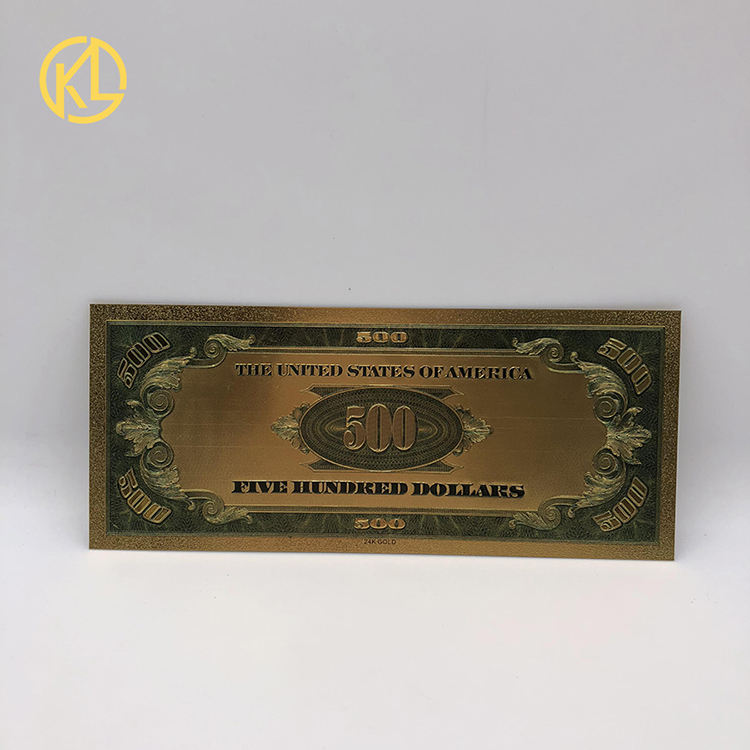 KL
500
500 500
THE UNITED STATES OF AMERICA
500
FIVE HUNDRED DOLLARS
500 500
500
24K GOLD